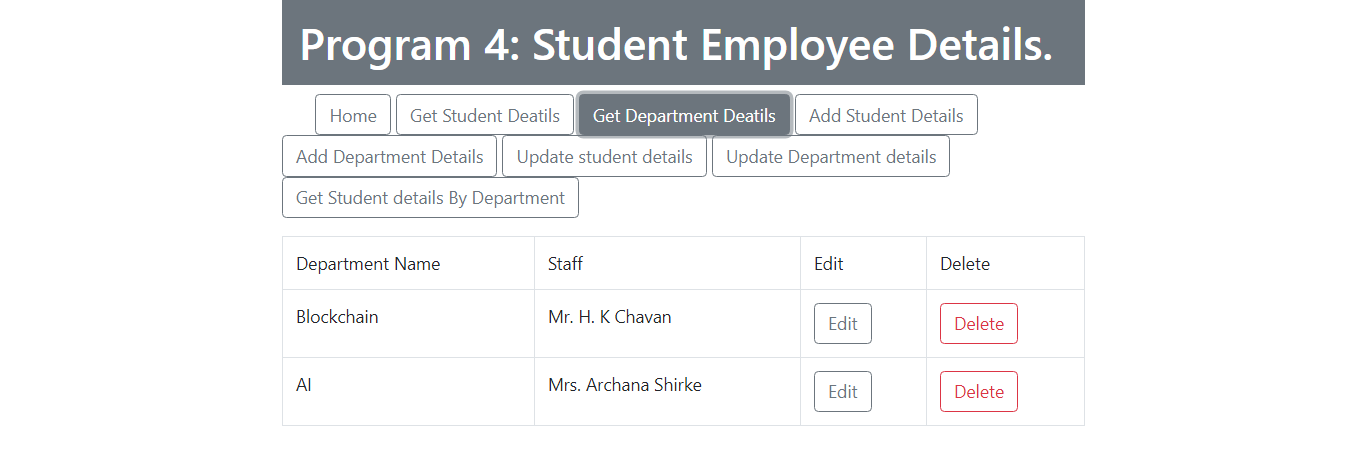 Program 4: Student Employee Details.
Home Get Student Deatils Get Department Deatils Add Student Details
Add Department Details Update student details Update Department details
Get Student details By Department
Department Name Staff Edit Delete
Blockchain Mr. H. K Chavan Edit Delete
AI Mrs. Archana Shirke Edit Delete